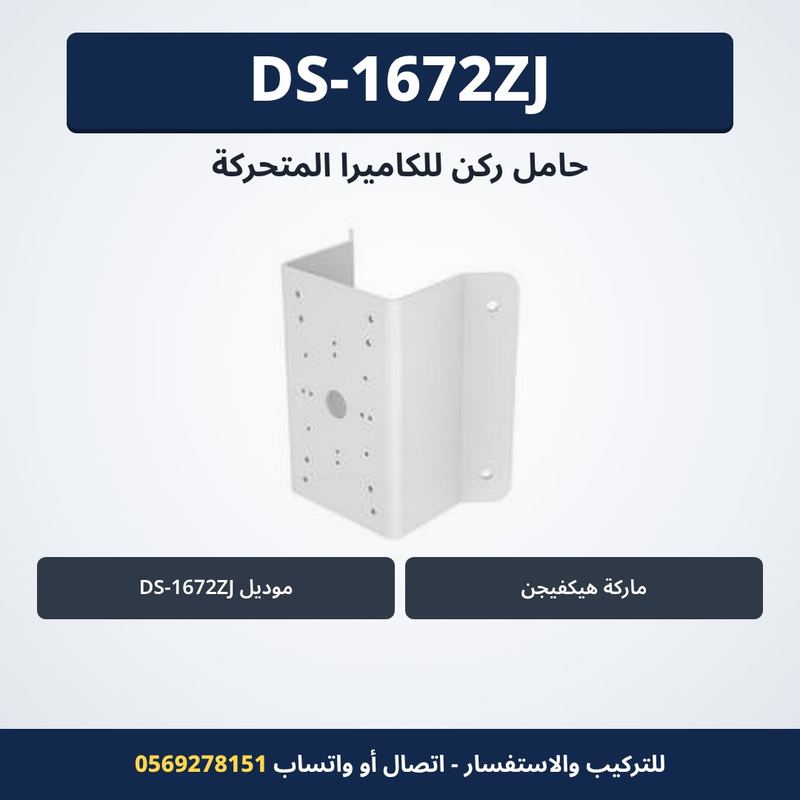 DS-1672ZJ
حامل ركن للكاميرا المتحركة
ماركة هيكفيجن
موديل DS-1672ZJ
للتركيب والاستفسار - اتصال أو واتساب 0569278151